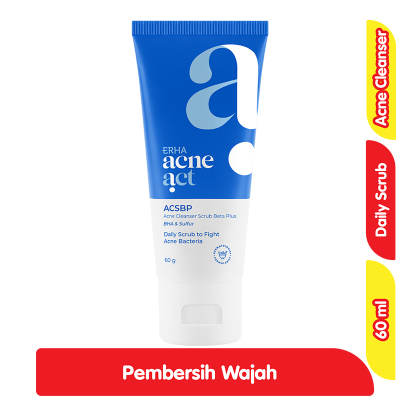 ERHA
acne
act
ACSBP
Acne Cleanser Scrub Beta Plus
BHA & Sulfur
Daily Scrub to Fight
Acne Bacteria
60 g
Acne Cleanser
Daily Scrub
60 ml
Pembersih Wajah